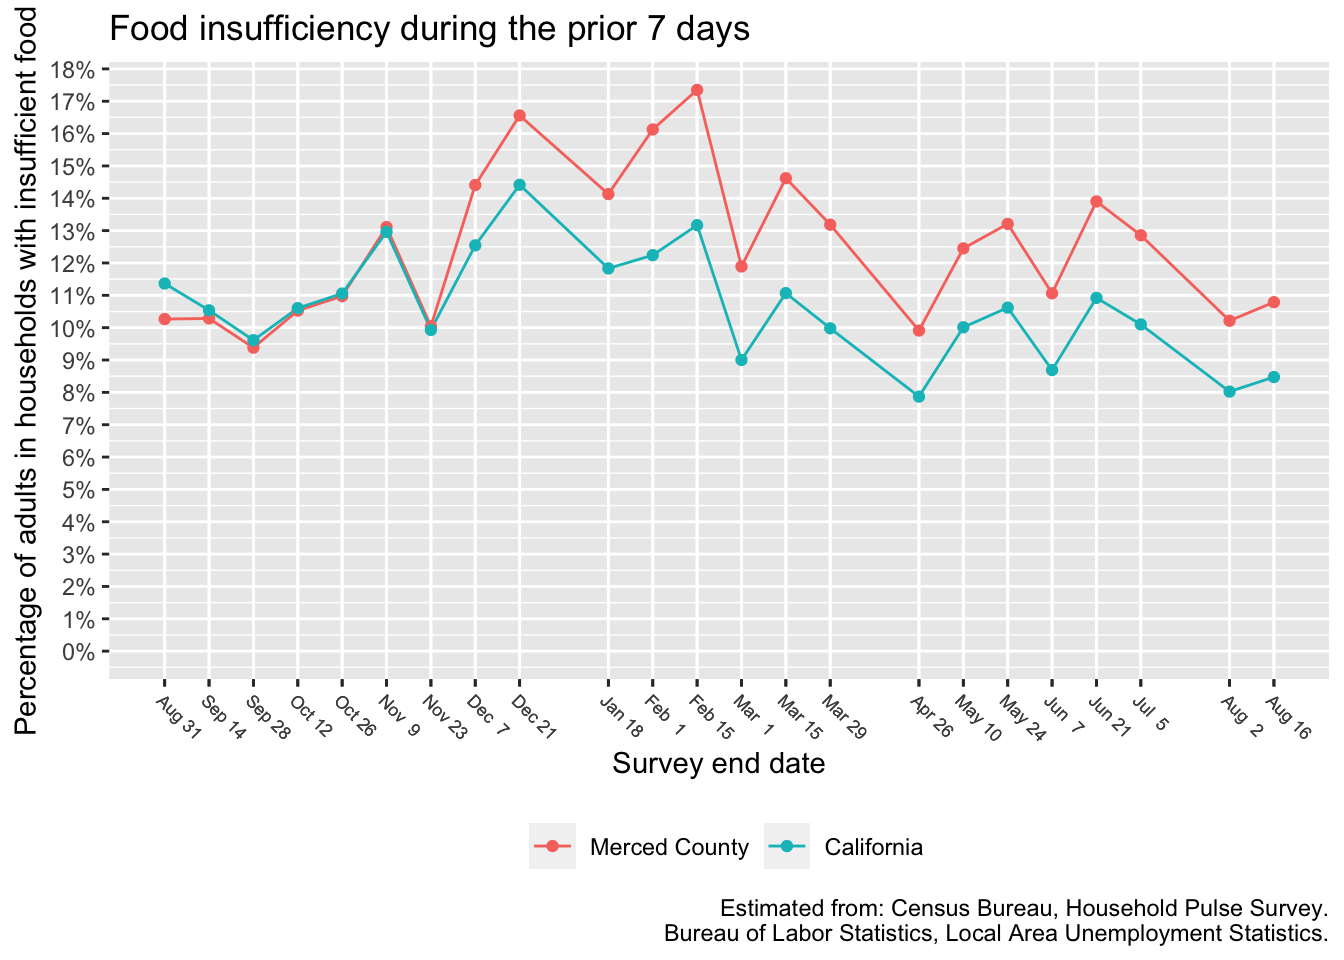 Food insufficiency during the prior 7 days
Percentage of adults in households with insufficient food
18%
17%
16%
15%
14%
13%
12%
11%
10%
9%
8%
7%
6%
5%
4%
3%
2%
1%
0%
Aug 31
Sep 14
Sep 28
Oct 12
Oct 26
Nov 9
Nov 23
Dec 7
Dec 21
Jan 18
Feb 1
Feb 15
Mar 1
Mar 15
Mar 29
Apr 26
May 10
May 24
Jun 7
Jun 21
Jul 5
Aug 2
Aug 16
Survey end date
Merced County
California
Estimated from: Census Bureau, Household Pulse Survey.
Bureau of Labor Statistics, Local Area Unemployment Statistics.